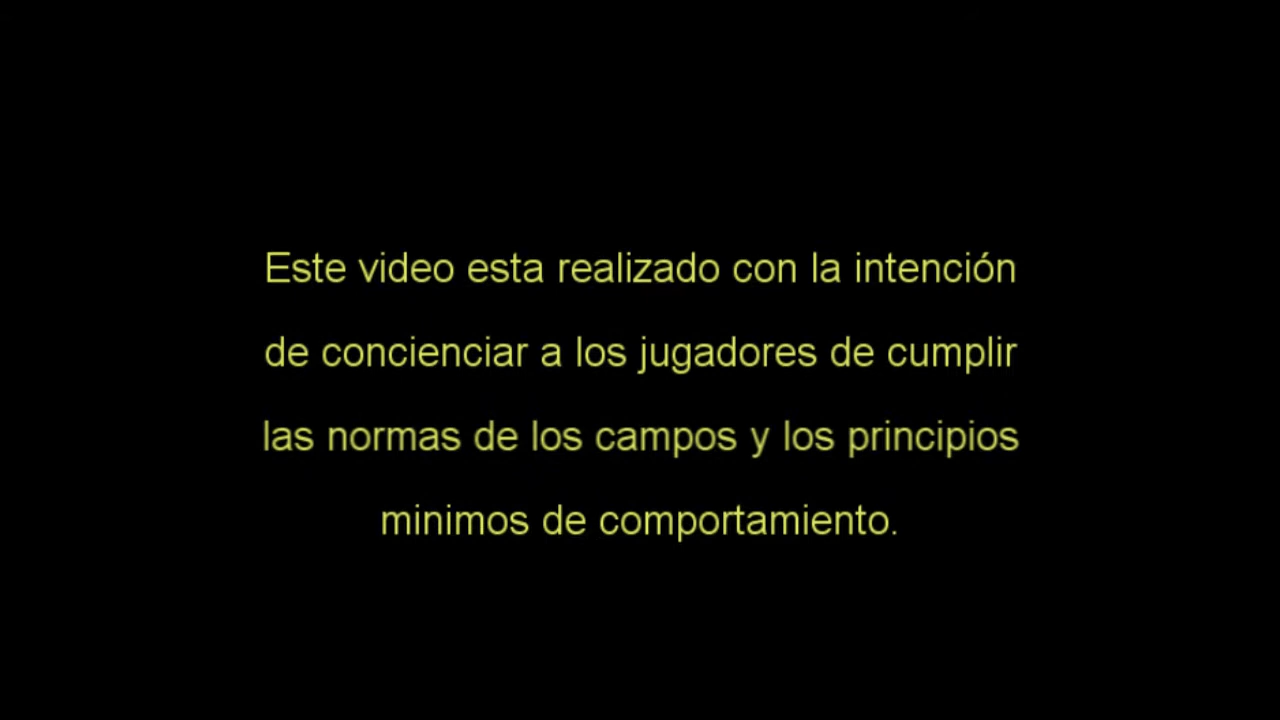 Este video esta realizado con la intención
de concienciar a los jugadores de cumplir
las normas de los campos y los principios
minimos de comportamiento.